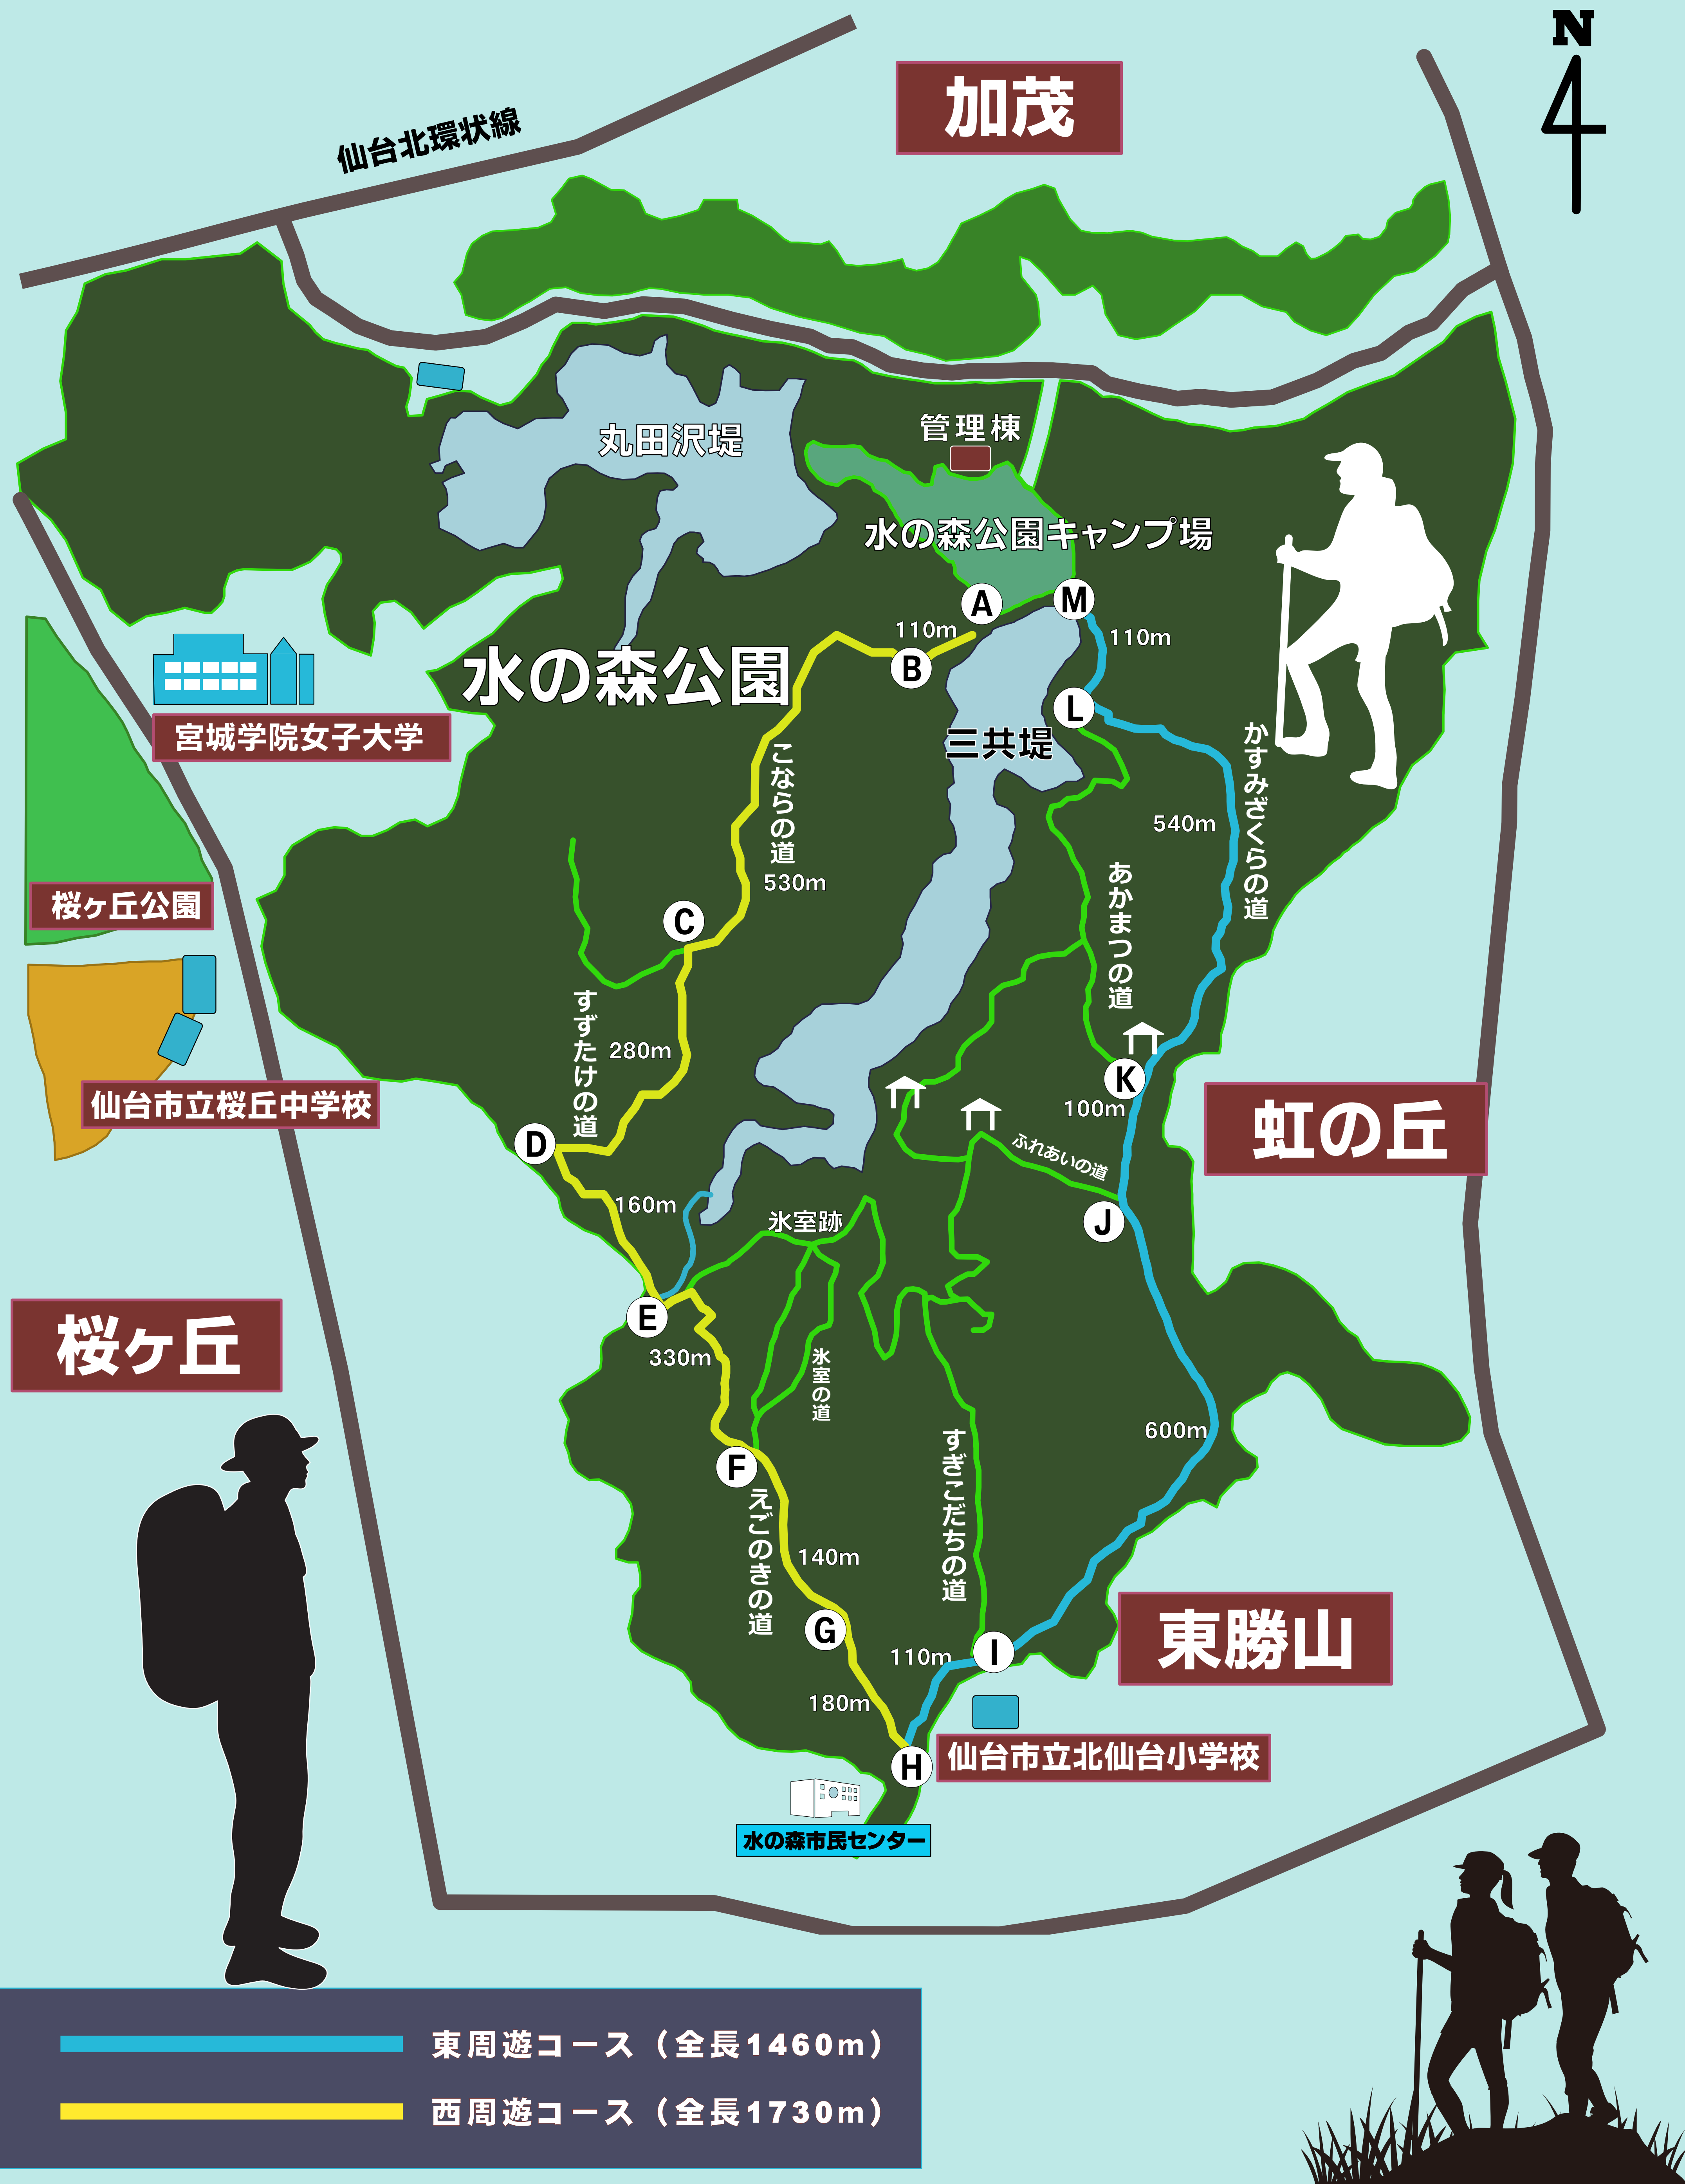 N
加茂
仙台北環状線
管理棟
丸田沢堤
水の森公園キャンプ場
A
M
110m
110m
B
水の森公園
L
宮城学院女子大学
三共堤
かすみざくらの道
こならの道
540m
530m
あかまつの道
桜ヶ丘公園
C
すずたけの道
280m
K
仙台市立桜丘中学校
100m
虹の丘
D
ふれあいの道
160m
氷室跡
J
E
桜ヶ丘
330m
氷室の道
600m
すぎこだちの道
F
えごのきの道
140m
G
東勝山
110m
I
180m
H
仙台市立北仙台小学校
水の森市民センター
東周遊コース（全長1460m）
西周遊コース（全長1730m）